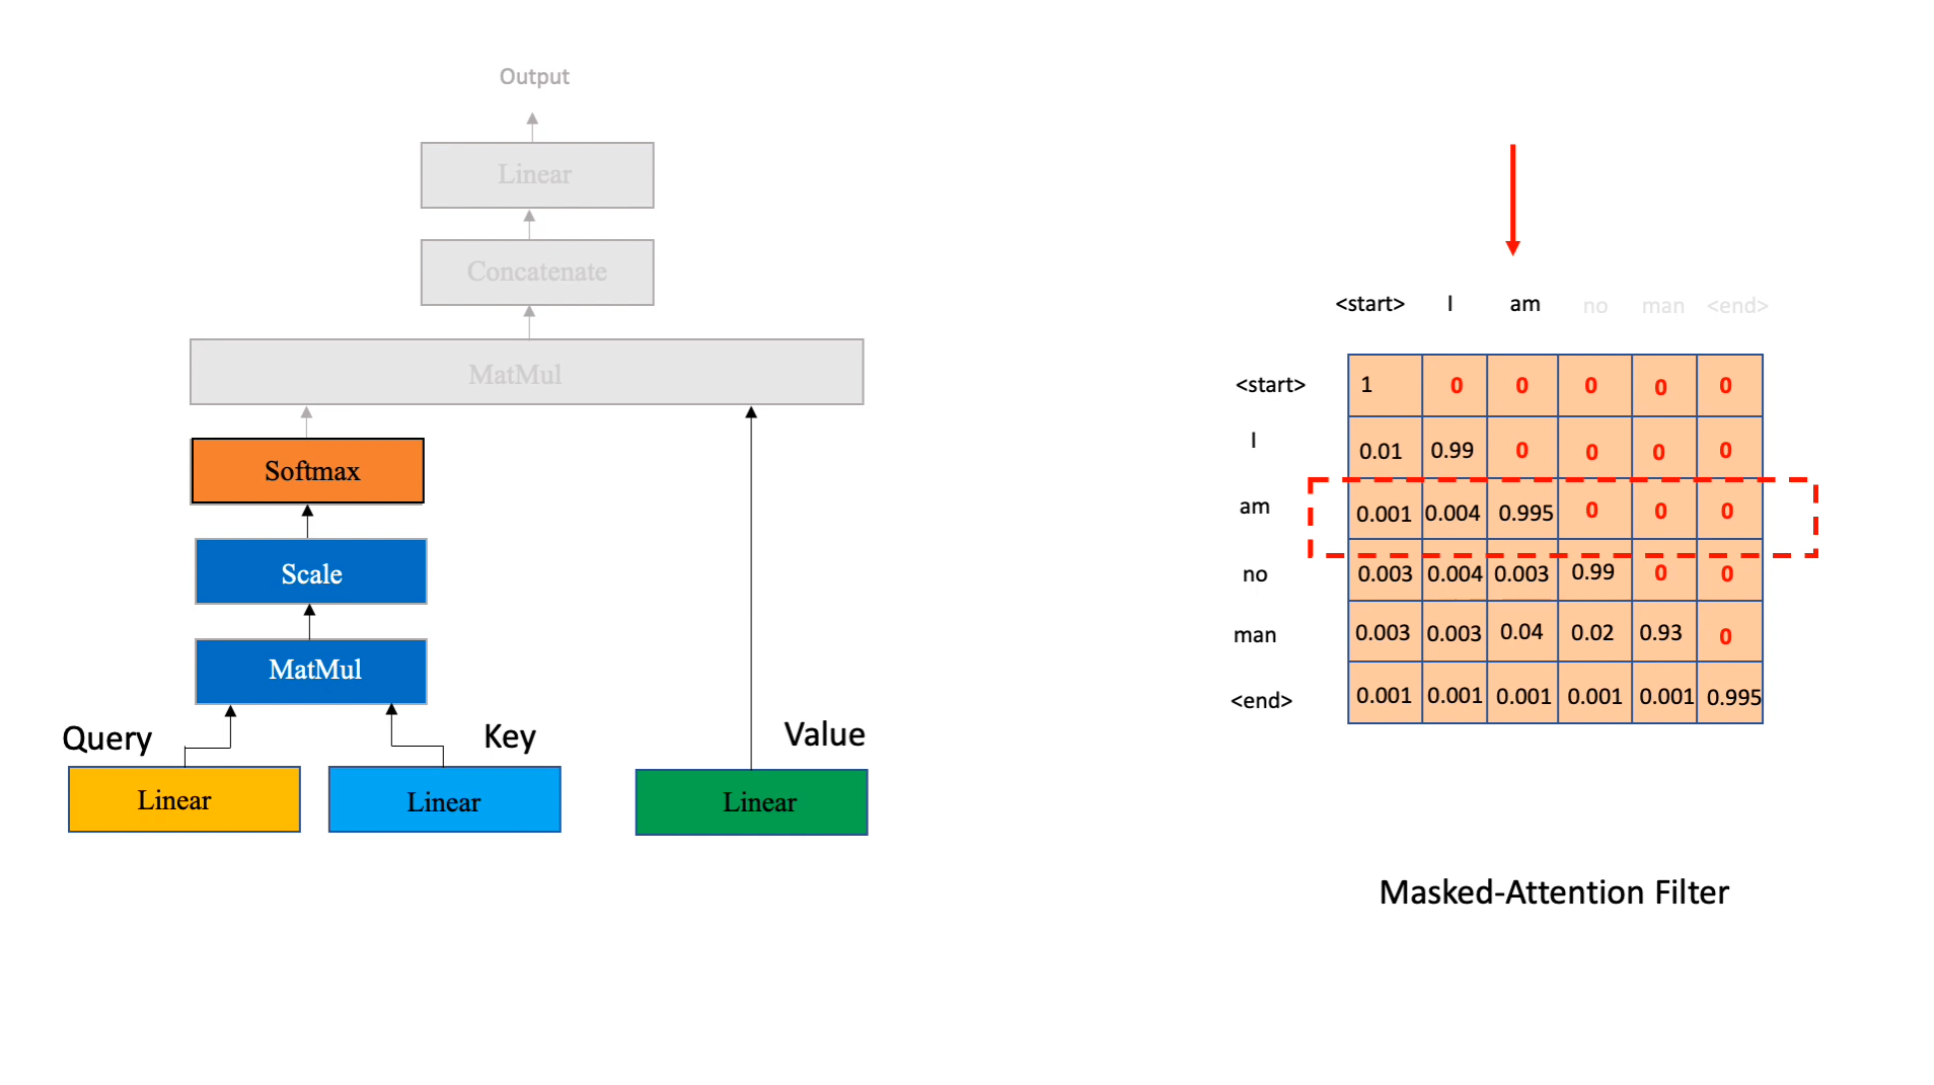 Output
Linear
Concatenate
MatMul
Softmax
Scale
MatMul
Query
Key
Value
Linear
Linear
Linear
<start> I am no man <end>
<start> 1 0 0 0 0 0
I 0.01 0.99 0 0 0 0
am 0.001 0.004 0.995 0 0 0
no 0.003 0.004 0.003 0.99 0 0
man 0.003 0.003 0.04 0.02 0.93 0
<end> 0.001 0.001 0.001 0.001 0.001 0.995
Masked-Attention Filter